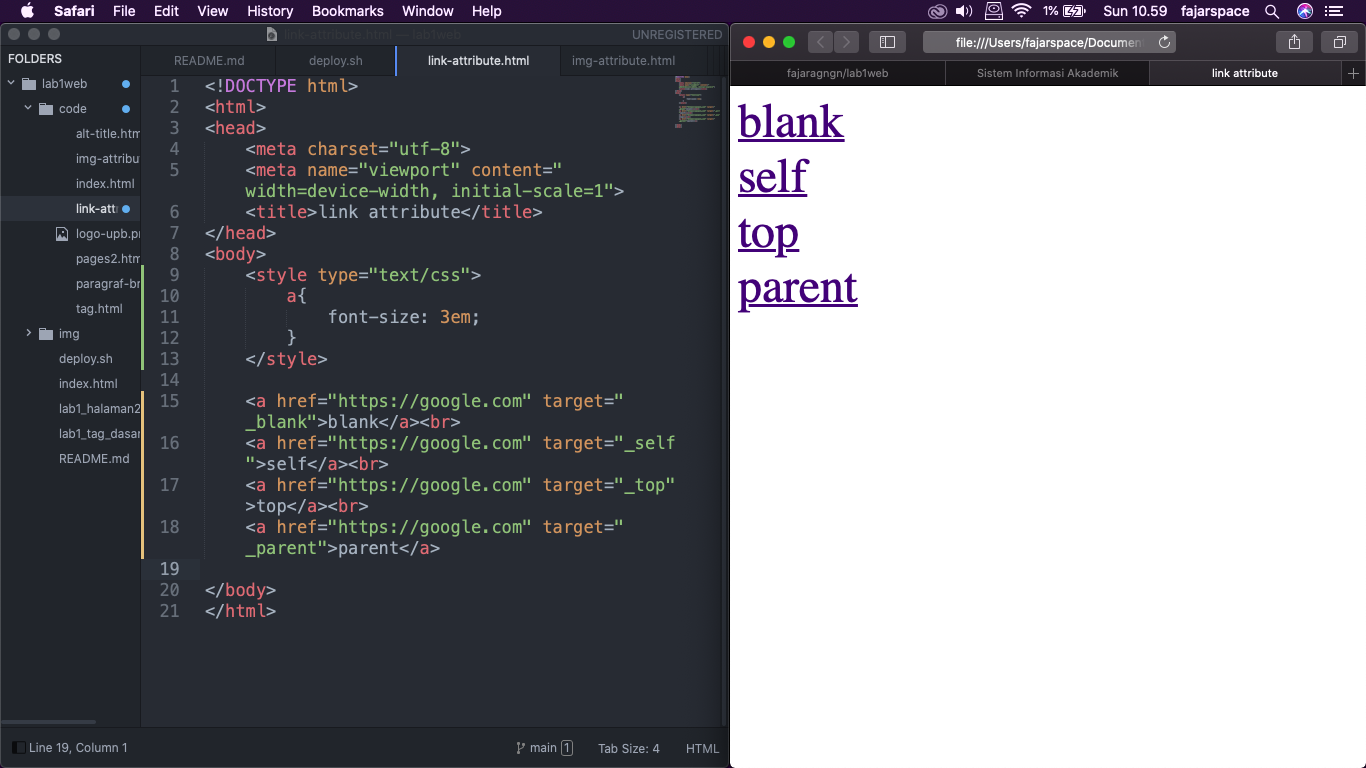 Safari File Edit View History Bookmarks Window Help 1% Sun 10.59 fajarspace
link-attribute.html — lab1web UNREGISTERED
FOLDERS
lab1web
code
alt-title.htm
img-attribu
index.html
link-att
logo-upb.pr
pages2.htm
paragraf-br
tag.html
img
deploy.sh
index.html
lab1_halaman2
lab1_tag_dasar
README.md
README.md deploy.sh link-attribute.html img-attribute.html
1 <!DOCTYPE html>
2 <html>
3 <head>
4 <meta charset="utf-8">
5 <meta name="viewport" content="
width=device-width, initial-scale=1">
6 <title>link attribute</title>
7 </head>
8 <body>
9 <style type="text/css">
10 a{
11 font-size: 3em;
12 }
13 </style>
14
15 <a href="https://google.com" target="
_blank">blank</a><br>
16 <a href="https://google.com" target="_self
">self</a><br>
17 <a href="https://google.com" target="_top"
>top</a><br>
18 <a href="https://google.com" target="
_parent">parent</a>
19
20 </body>
21 </html>
Line 19, Column 1 main 1 Tab Size: 4 HTML
file:///Users/fajarspace/Documen
fajaragngn/lab1web Sistem Informasi Akademik link attribute
blank
self
top
parent